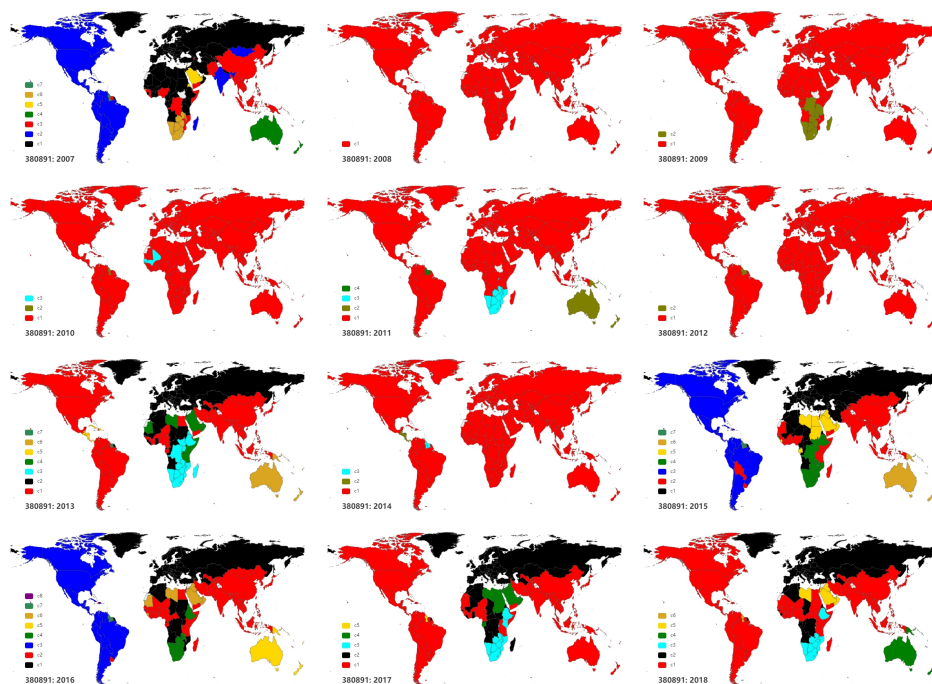 c7
c6
c5
c4
c3
c2
c1
380891: 2007
c1
380891: 2008
c2
c1
380891: 2009
c3
c2
c1
380891: 2010
c4
c3
c2
c1
380891: 2011
c2
c1
380891: 2012
c7
c6
c5
c4
c3
c2
c1
380891: 2013
c3
c2
c1
380891: 2014
c7
c6
c5
c4
c3
c2
c1
380891: 2015
c8
c7
c6
c5
c4
c3
c2
c1
380891: 2016
c5
c4
c3
c2
c1
380891: 2017
c6
c5
c4
c3
c2
c1
380891: 2018